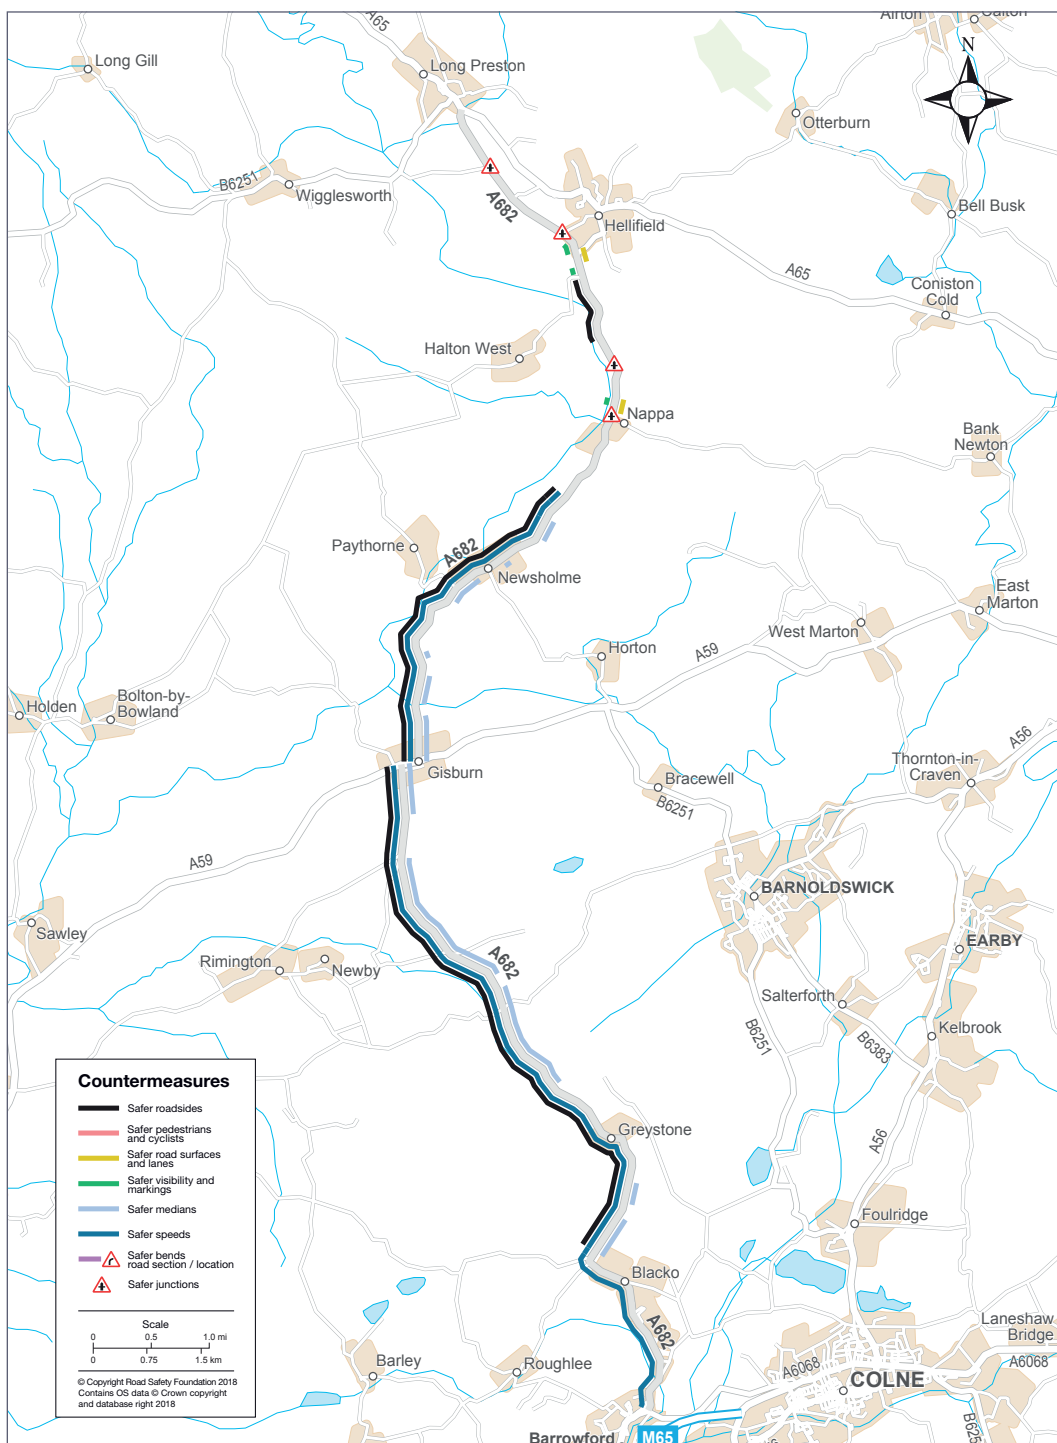 A65
Airton
Calton
Long Gill
Long Preston
N
Otterburn
B6251
Wigglesworth
A682
Hellifield
Bell Busk
A65
Coniston
Cold
Halton West
Nappa
Bank
Newton
Paythorne
A682
Newsholme
East
Marton
West Marton
Horton
A59
Holden
Bolton-by-
Bowland
A56
Gisburn
Bracewell
Thornton-in-
Craven
B6251
A59
BARNOLDSWICK
Sawley
EARBY
Rimington
Newby
A682
Salterforth
B6251
B6383
Kelbrook
Greystone
A56
Foulridge
Blacko
A682
Laneshaw
Bridge
A6068
A6068
Barley
Roughlee
COLNE
Barrowford
M65
B625
Countermeasures
Safer roadsides
Safer pedestrians
and cyclists
Safer road surfaces
and lanes
Safer visibility and
markings
Safer medians
Safer speeds
Safer bends
road section / location
Safer junctions
Scale
0 0.5 1.0 mi
0 0.75 1.5 km
© Copyright Road Safety Foundation 2018
Contains OS data © Crown copyright
and database right 2018